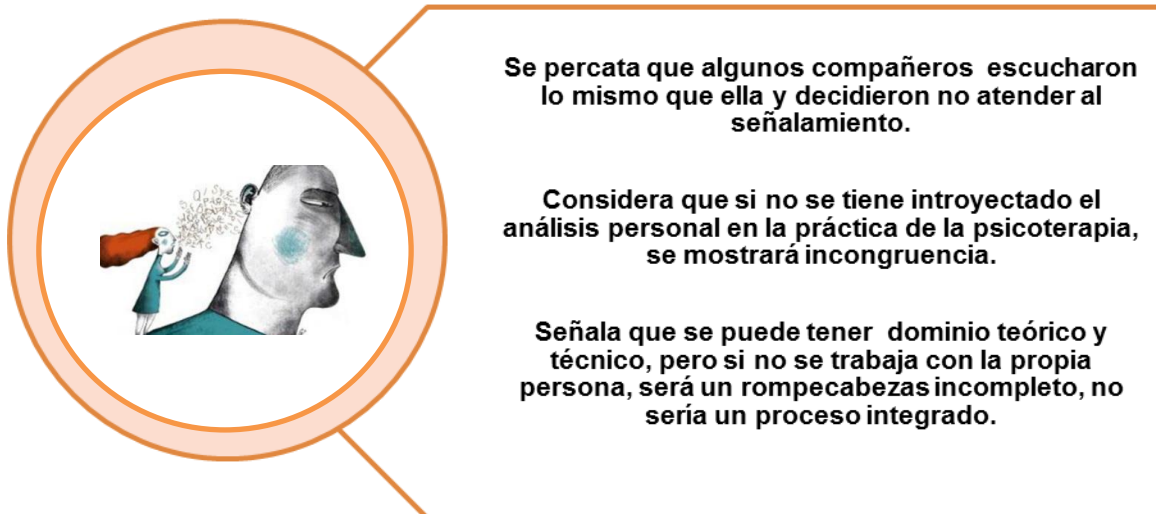 Se percata que algunos compañeros escucharon
lo mismo que ella y decidieron no atender al
señalamiento.
Considera que si no se tiene introyectado el
análisis personal en la práctica de la psicoterapia,
se mostrará incongruencia.
Señala que se puede tener dominio teórico y
técnico, pero si no se trabaja con la propia
persona, será un rompecabezas incompleto, no
sería un proceso integrado.